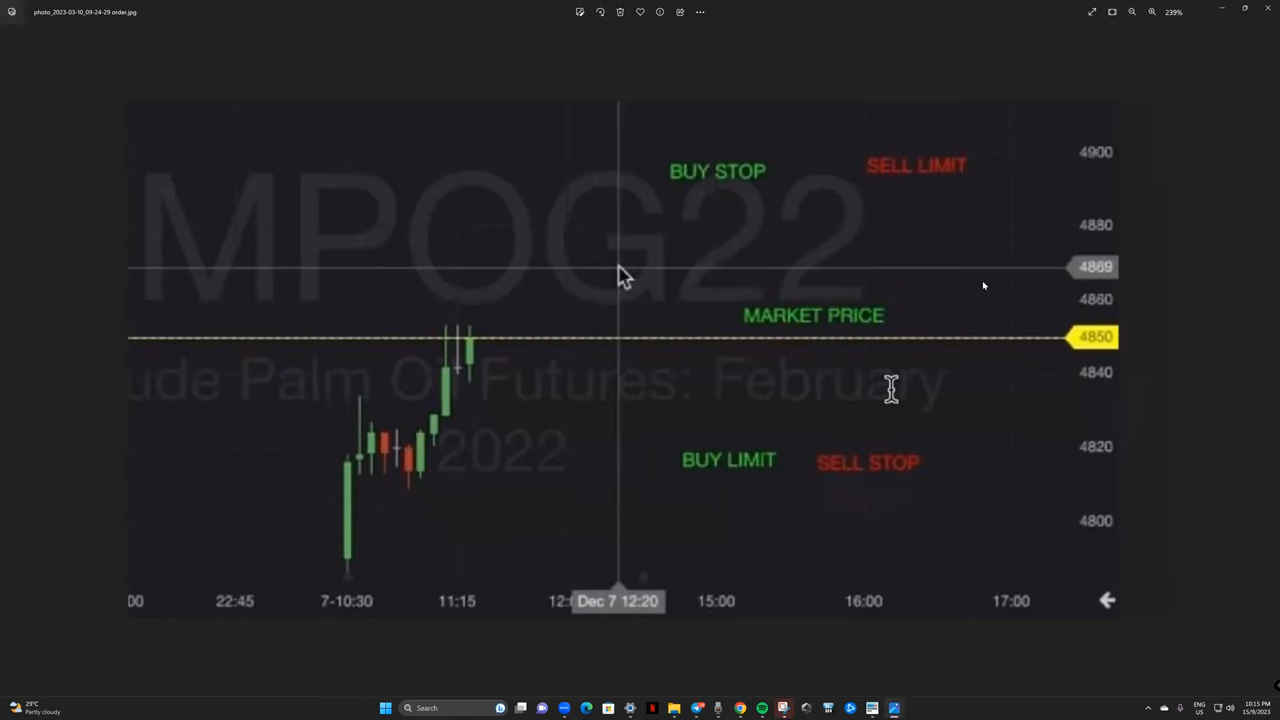 photo_2023-03-10_09-24-29 order.jpg
239%
MPOG22
ude Palm Oil Futures: February
2022
BUY STOP
SELL LIMIT
MARKET PRICE
BUY LIMIT
SELL STOP
4900
4880
4869
4860
4850
4840
4820
4800
00
22:45
7-10:30
11:15
12:
Dec 7 12:20
15:00
16:00
17:00
29°C
Partly cloudy
Search
ENG
US
10:15 PM
15/9/2023